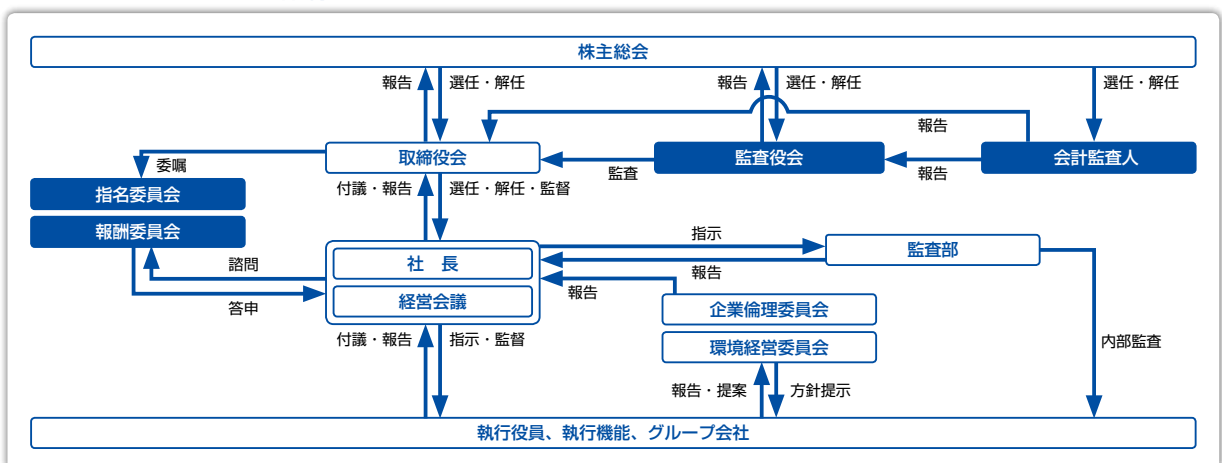 株主総会
報告
選任・解任
報告
選任・解任
選任・解任
報告
委嘱
取締役会
監査
監査役会
報告
会計監査人
指名委員会
付議・報告
選任・解任・監督
報酬委員会
指示
監査部
諮問
社　長
報告
答申
経営会議
報告
企業倫理委員会
付議・報告
指示・監督
環境経営委員会
内部監査
報告・提案
方針提示
執行役員、執行機能、グループ会社